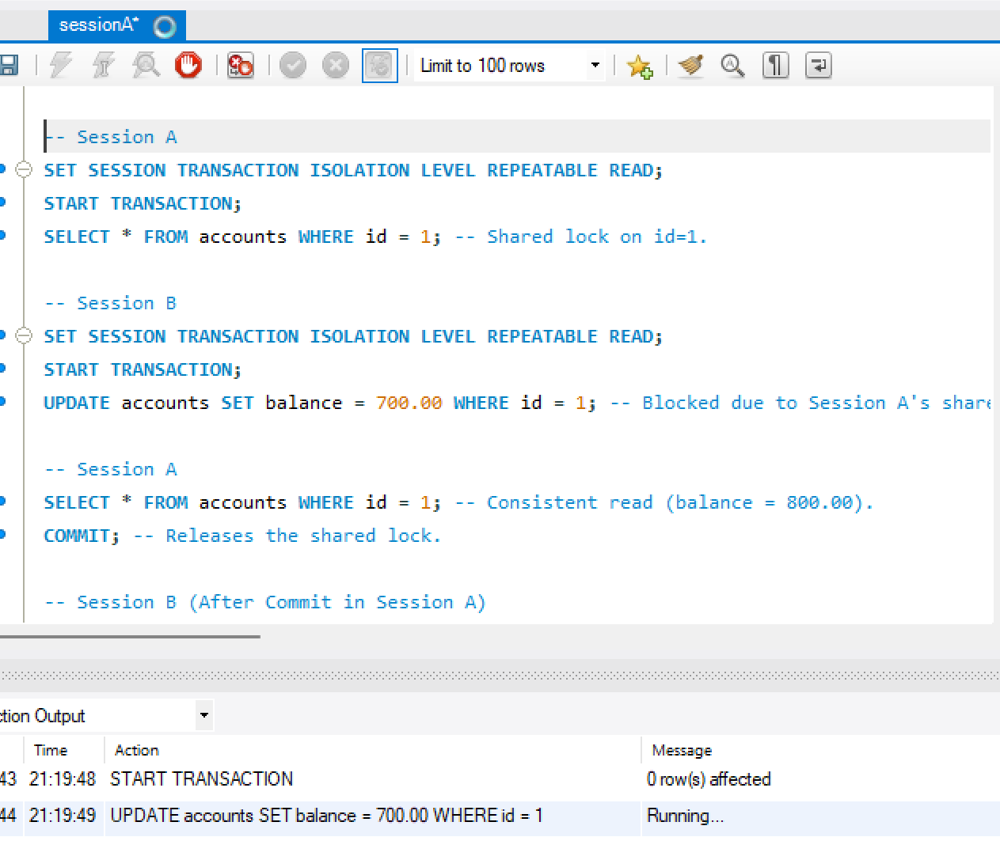 sessionA*
Limit to 100 rows
-- Session A
SET SESSION TRANSACTION ISOLATION LEVEL REPEATABLE READ;
START TRANSACTION;
SELECT * FROM accounts WHERE id = 1; -- Shared lock on id=1.
-- Session B
SET SESSION TRANSACTION ISOLATION LEVEL REPEATABLE READ;
START TRANSACTION;
UPDATE accounts SET balance = 700.00 WHERE id = 1; -- Blocked due to Session A's share
-- Session A
SELECT * FROM accounts WHERE id = 1; -- Consistent read (balance = 800.00).
COMMIT; -- Releases the shared lock.
-- Session B (After Commit in Session A)
ction Output
Time Action Message
43 21:19:48 START TRANSACTION 0 row(s) affected
44 21:19:49 UPDATE accounts SET balance = 700.00 WHERE id = 1 Running...